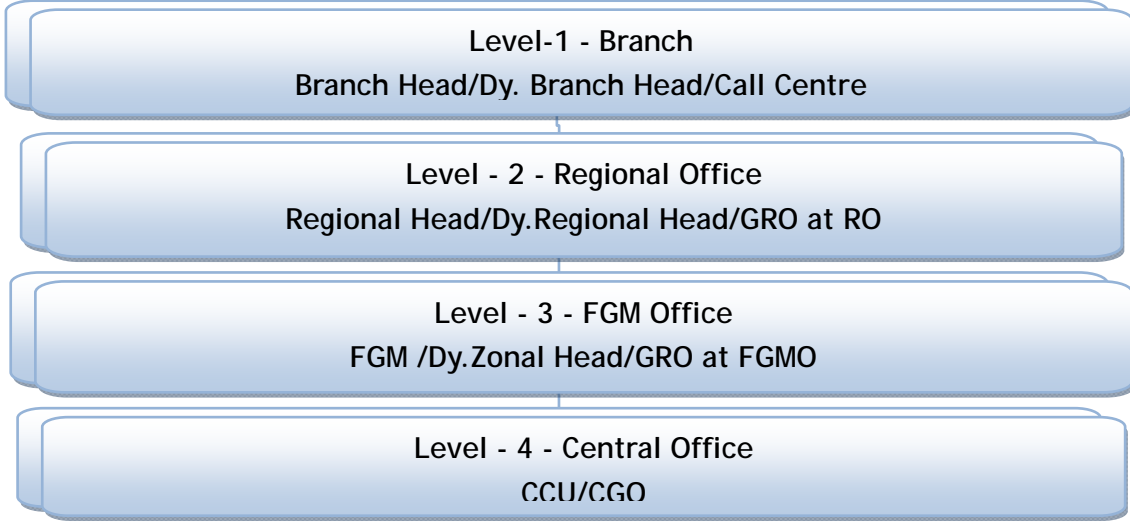 Level-1 - Branch
Branch Head/Dy. Branch Head/Call Centre
Level - 2 - Regional Office
Regional Head/Dy.Regional Head/GRO at RO
Level - 3 - FGM Office
FGM /Dy.Zonal Head/GRO at FGMO
Level - 4 - Central Office
CCU/CGO